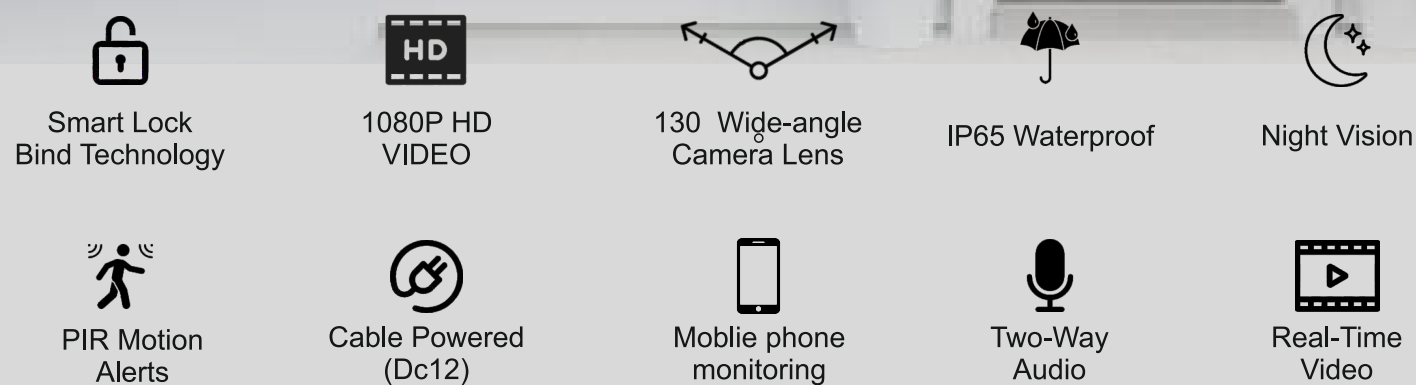 HD
Smart Lock
Bind Technology
1080P HD
VIDEO
130° Wide-angle
Camera Lens
IP65 Waterproof
Night Vision
PIR Motion
Alerts
Cable Powered
(Dc12)
Moblie phone
monitoring
Two-Way
Audio
Real-Time
Video